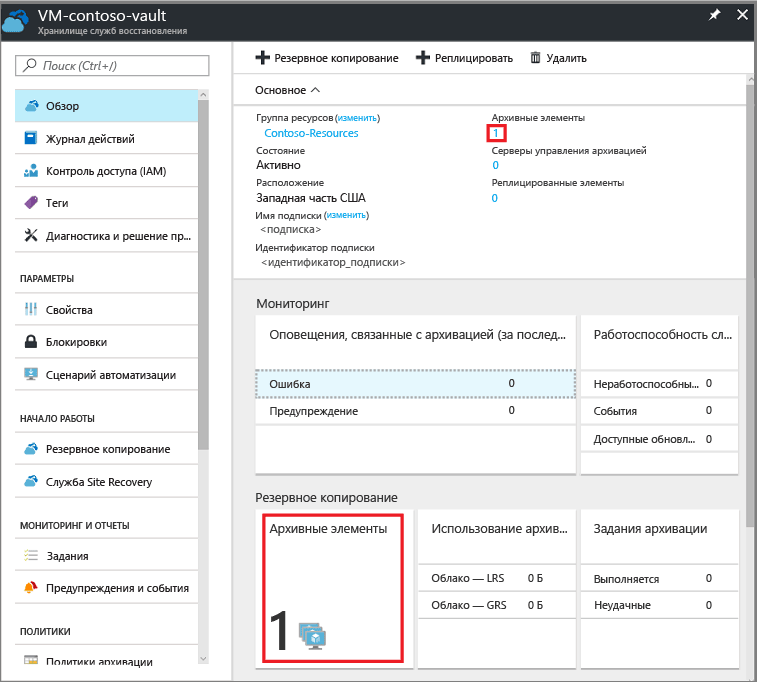 VM-contoso-vault
Хранилище служб восстановления
Поиск (Ctrl+/)
Обзор
Журнал действий
Контроль доступа (IAM)
Теги
Диагностика и решение пр...
ПАРАМЕТРЫ
Свойства
Блокировки
Сценарий автоматизации
НАЧАЛО РАБОТЫ
Резервное копирование
Служба Site Recovery
МОНИТОРИНГ И ОТЧЕТЫ
Задания
Предупреждения и события
ПОЛИТИКИ
Политики архивации
Резервное копирование Реплицировать Удалить
Основное
Группа ресурсов (изменить)
Contoso-Resources
Состояние
Активно
Расположение
Западная часть США
Имя подписки (изменить)
<подписка>
Идентификатор подписки
<идентификатор_подписки>
Архивные элементы
1
Серверы управления архивацией
0
Реплицированные элементы
0
Мониторинг
Оповещения, связанные с архивацией (за послед...
Ошибка 0
Предупреждение 0
Работоспособность сл...
Неработоспособны... 0
События 0
Доступные обновл... 0
Резервное копирование
Архивные элементы
1
Использование архив...
Облако — LRS 0 Б
Облако — GRS 0 Б
Задания архивации
Выполняется 0
Неудачные 0